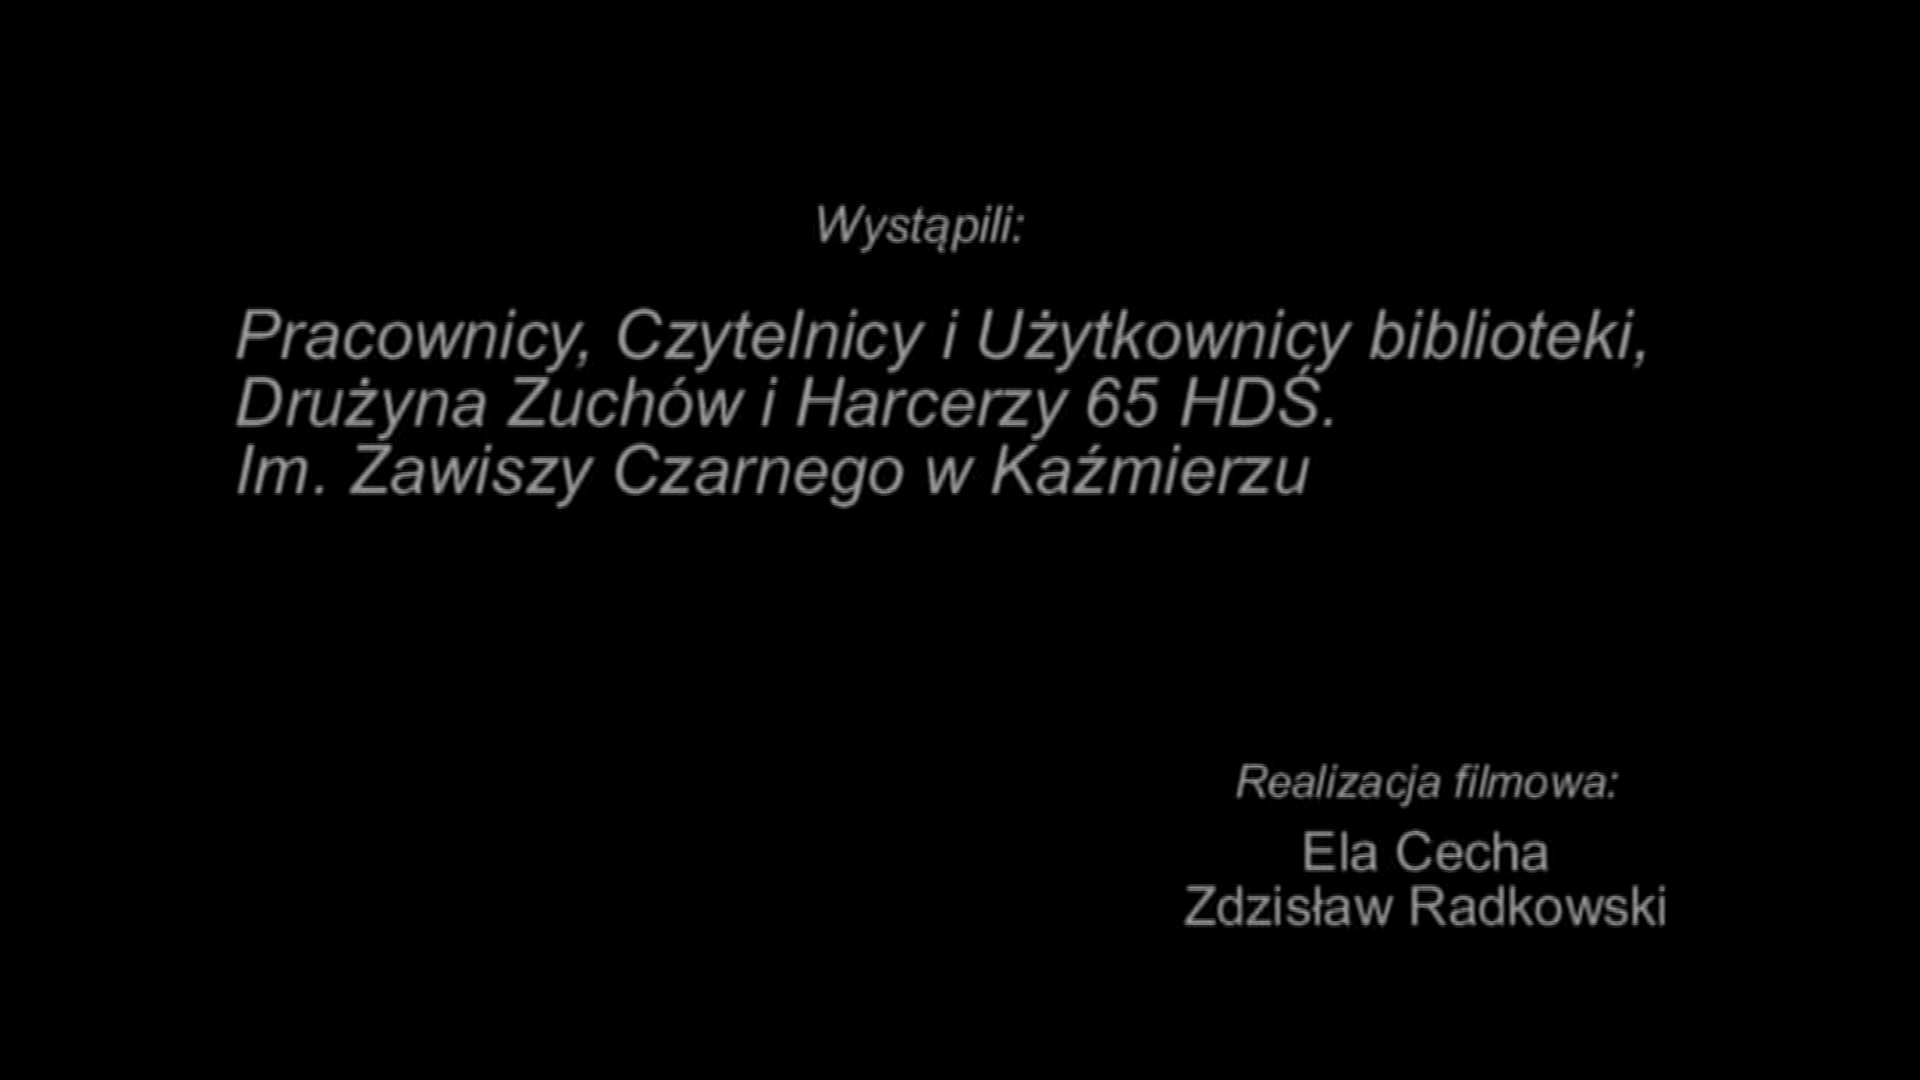 Wystąpili:
Pracownicy, Czytelnicy i Użytkownicy biblioteki,
Drużyna Zuchów i Harcerzy 65 HDŚ.
Im. Zawiszy Czarnego w Kaźmierzu
Realizacja filmowa:
Ela Cecha
Zdzisław Radkowski